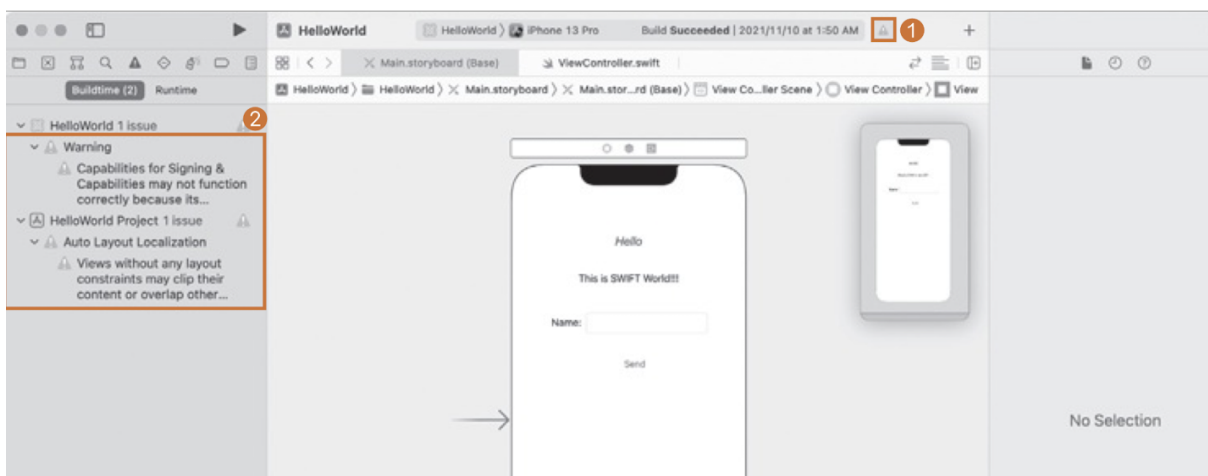 HelloWorld
HelloWorld 〉 iPhone 13 Pro
Build Succeeded | 2021/11/10 at 1:50 AM
1
Main.storyboard (Base)
ViewController.swift
Buildtime (2)
Runtime
HelloWorld 〉 HelloWorld 〉 Main.storyboard 〉 Main.stor...rd (Base) 〉 View Co...ller Scene 〉 View Controller 〉 View
HelloWorld 1 issue
2
Warning
Capabilities for Signing &
Capabilities may not function
correctly because its...
HelloWorld Project 1 issue
Auto Layout Localization
Views without any layout
constraints may clip their
content or overlap other...
Hello
This is SWIFT World!!!
Name:
Send
No Selection